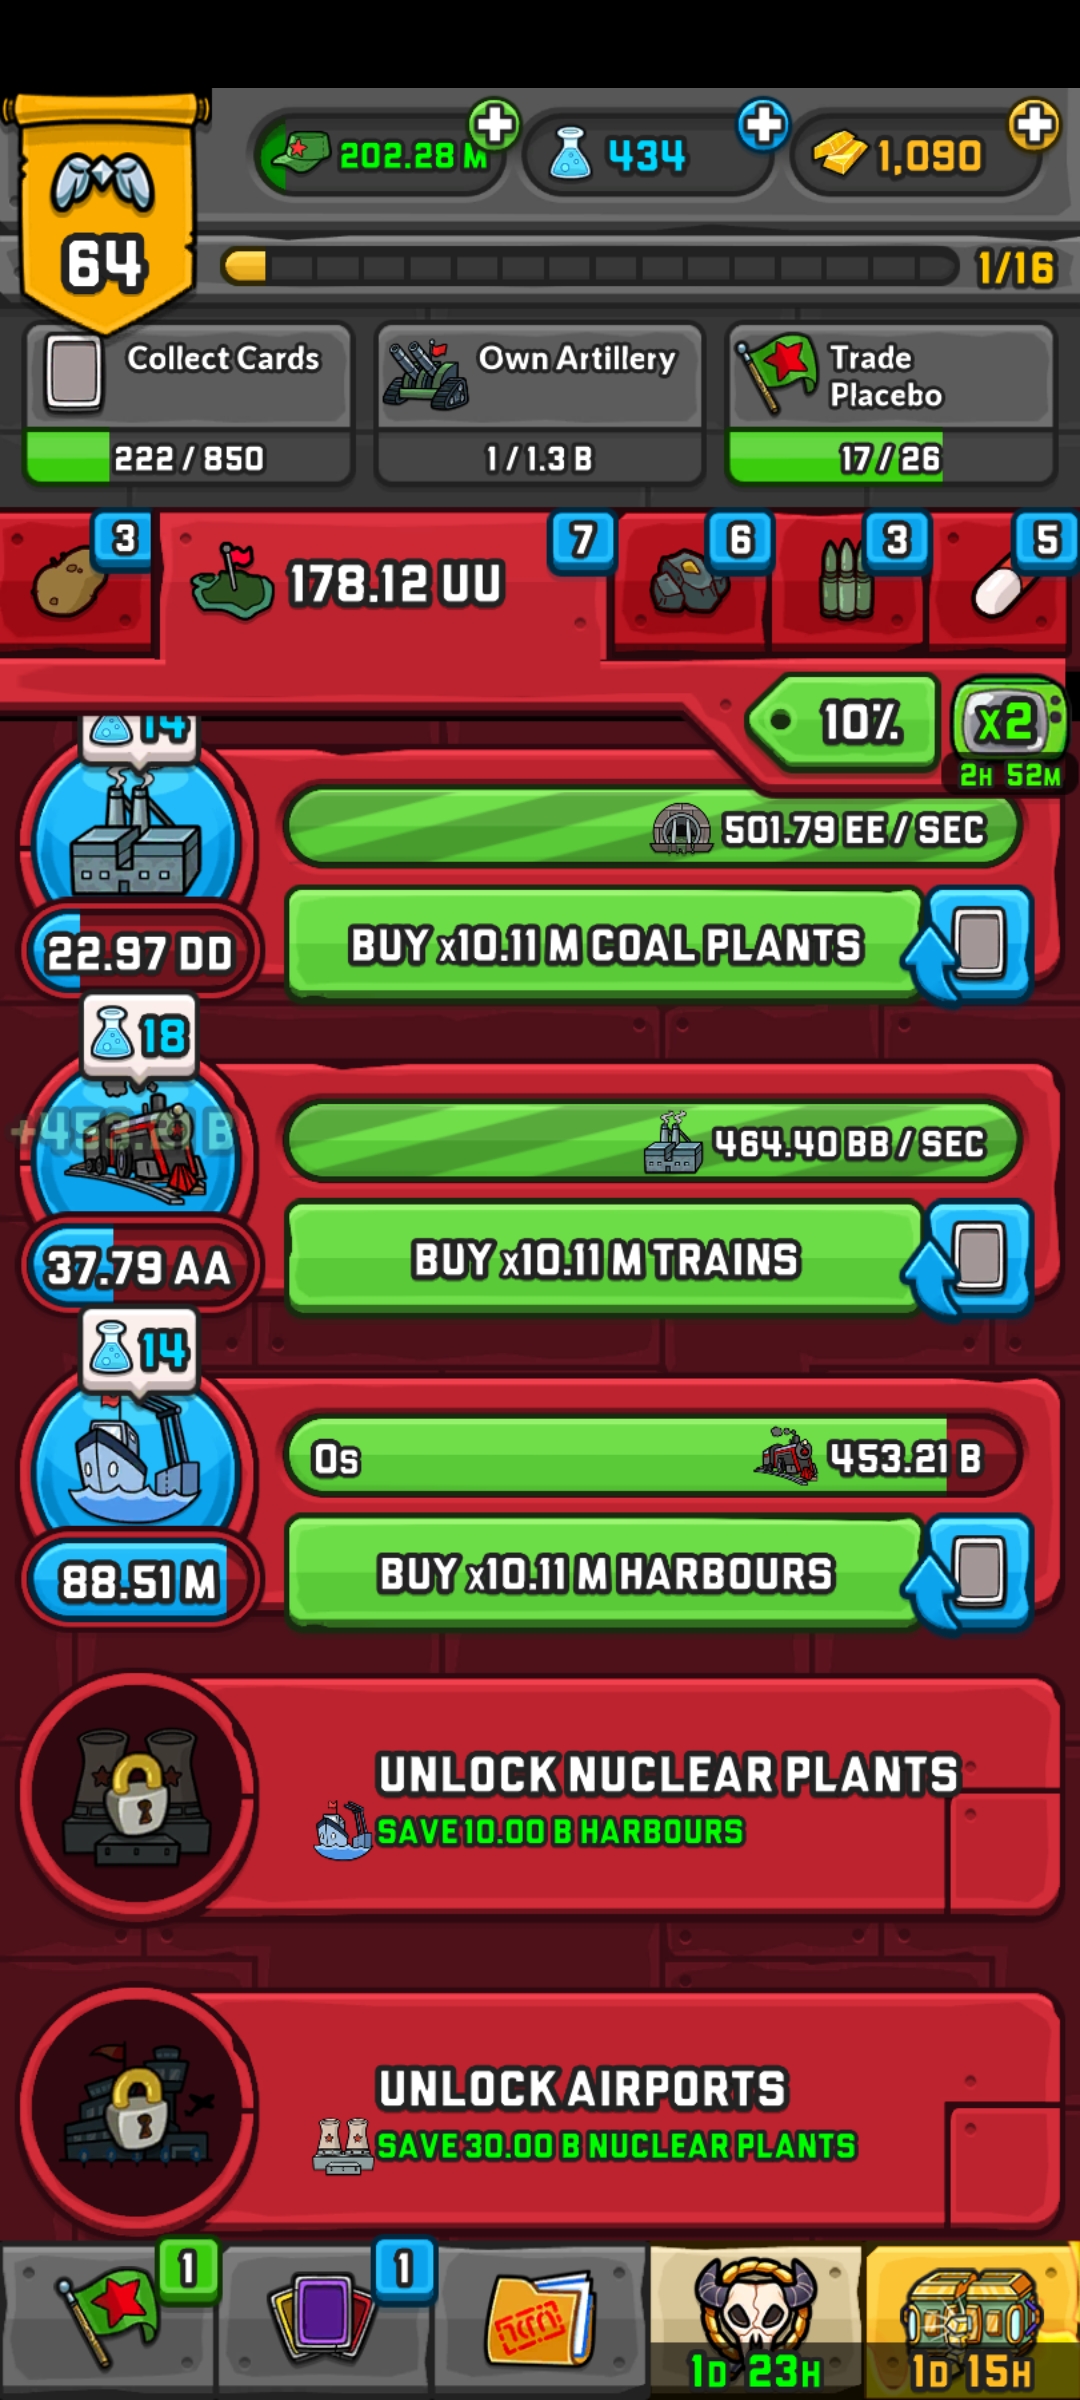 202.28 M
434
1,090
64
1/16
Collect Cards
222 / 850
Own Artillery
1 / 1.3 B
Trade
Placebo
17 / 26
3
178.12 UU
7
6
3
5
10%
X2
2H 52M
14
501.79 EE / SEC
22.97 DD
BUY x10.11 M COAL PLANTS
18
464.40 BB / SEC
37.79 AA
BUY x10.11 M TRAINS
14
0s
453.21 B
88.51 M
BUY x10.11 M HARBOURS
UNLOCK NUCLEAR PLANTS
SAVE 10.00 B HARBOURS
UNLOCK AIRPORTS
SAVE 30.00 B NUCLEAR PLANTS
1
1
1D 23H
1D 15H